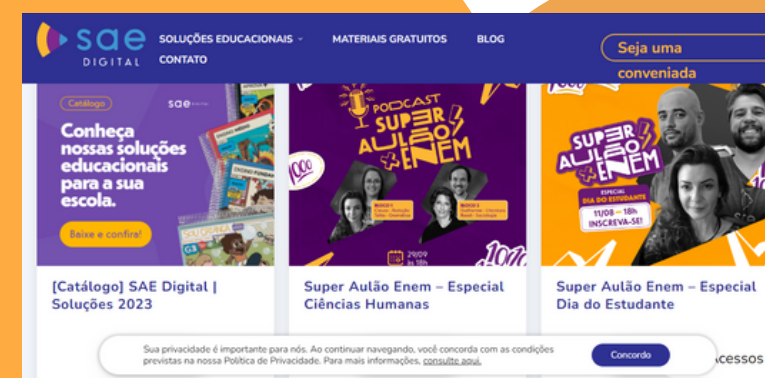 sae
DIGITAL
SOLUÇÕES EDUCACIONAIS
MATERIAIS GRATUITOS
BLOG
CONTATO
Seja uma
conveniada
Catálogo
sae
Conheça
nossas soluções
educacionais
para a sua
escola.
Baixe e confira!
PODCAST
SUPER
AULÃO
ENEM
1000
29/09
às 18h
1000
SUPER
AULÃO
ENEM
ESPECIAL
DIA DO ESTUDANTE
11/08 – 18h
INSCREVA-SE!
[Catálogo] SAE Digital |
Soluções 2023
Super Aulão Enem – Especial
Ciências Humanas
Super Aulão Enem – Especial
Dia do Estudante
Sua privacidade é importante para nós. Ao continuar navegando, você concorda com as condições
previstas na nossa Política de Privacidade. Para mais informações, consulte aqui.
Concordo